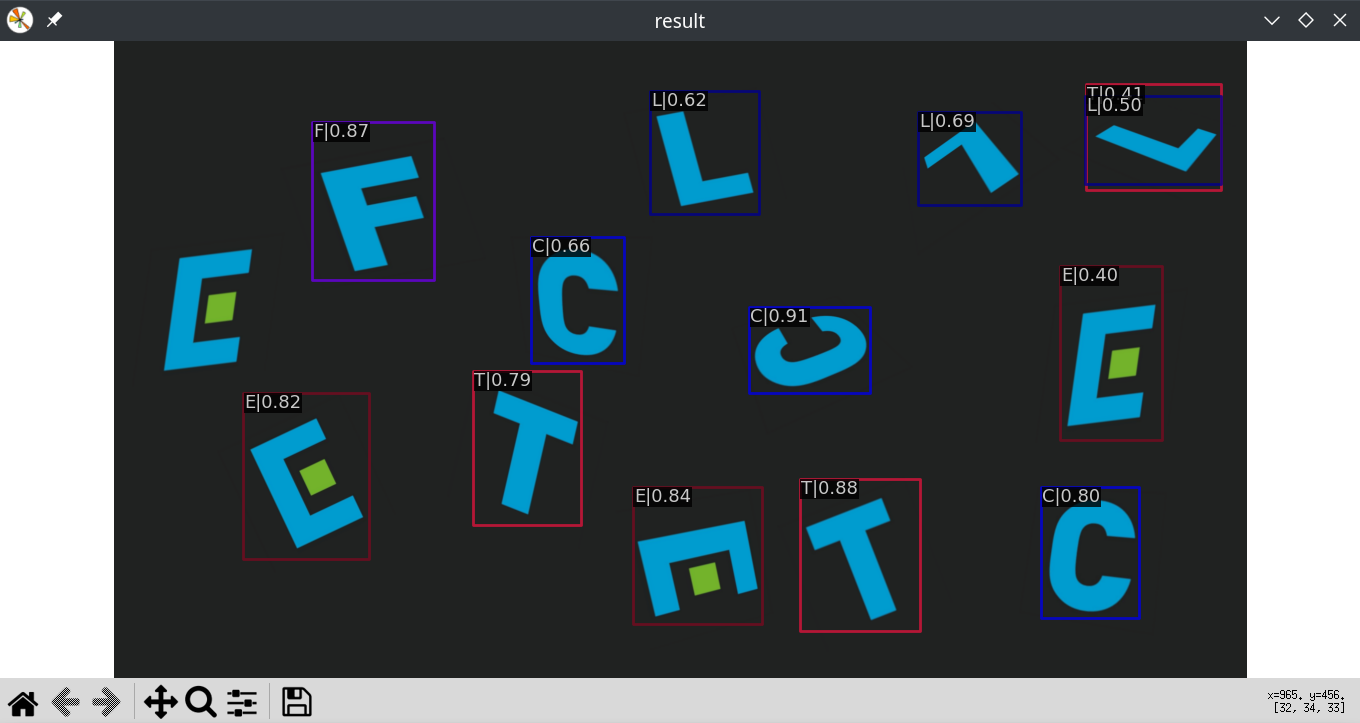 result
T|0.41
L|0.62
L|0.50
F|0.87
L|0.69
L
F
C|0.66
C
E|0.40
E
C|0.91
C
E
T|0.79
T
E|0.82
E
E|0.84
E
T|0.88
T
C|0.80
C
x=965. y=456.
[32, 34, 33]